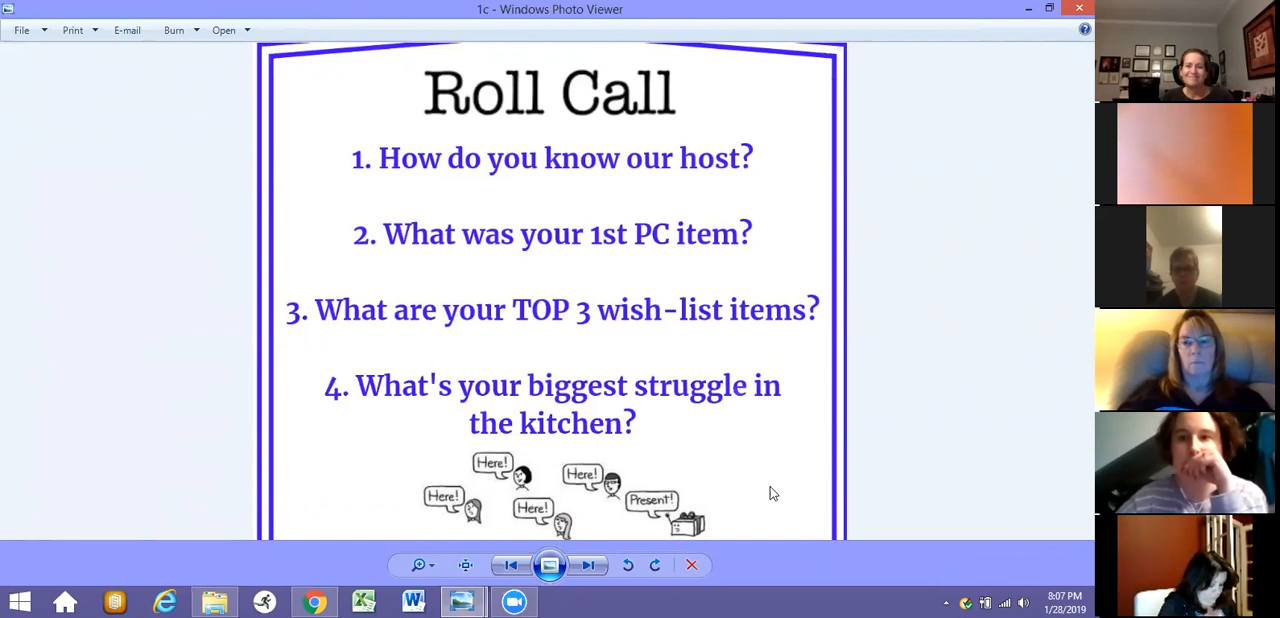 1c - Windows Photo Viewer
File
Print
E-mail
Burn
Open
Roll Call
1. How do you know our host?
2. What was your 1st PC item?
3. What are your TOP 3 wish-list items?
4. What's your biggest struggle in
the kitchen?
Here!
Here!
Here!
Here!
Present!
8:07 PM
1/28/2019